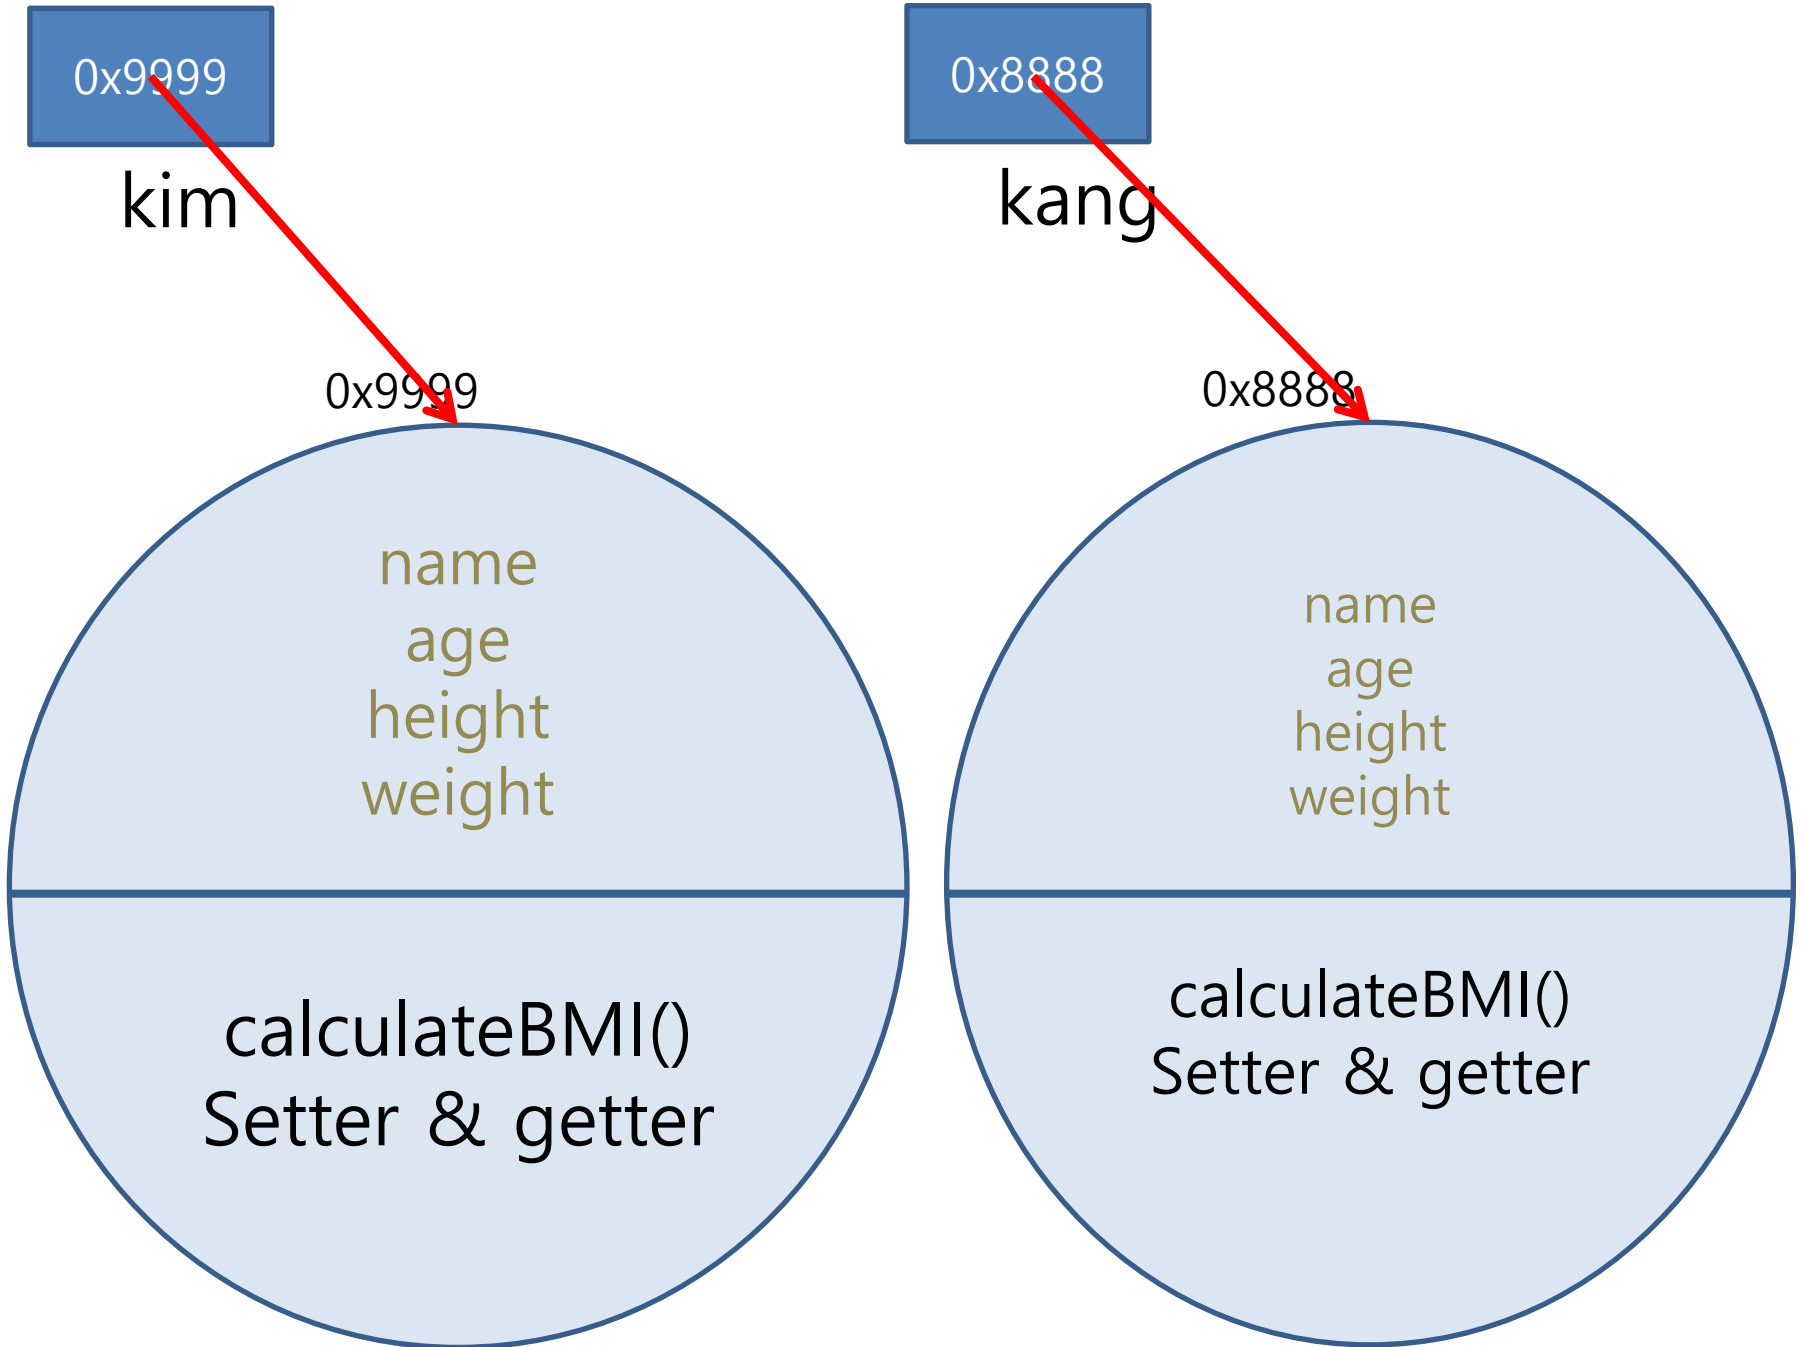 0x9999
kim
0x9999
name
age
height
weight
calculateBMI()
Setter & getter
0x8888
kang
0x8888
name
age
height
weight
calculateBMI()
Setter & getter